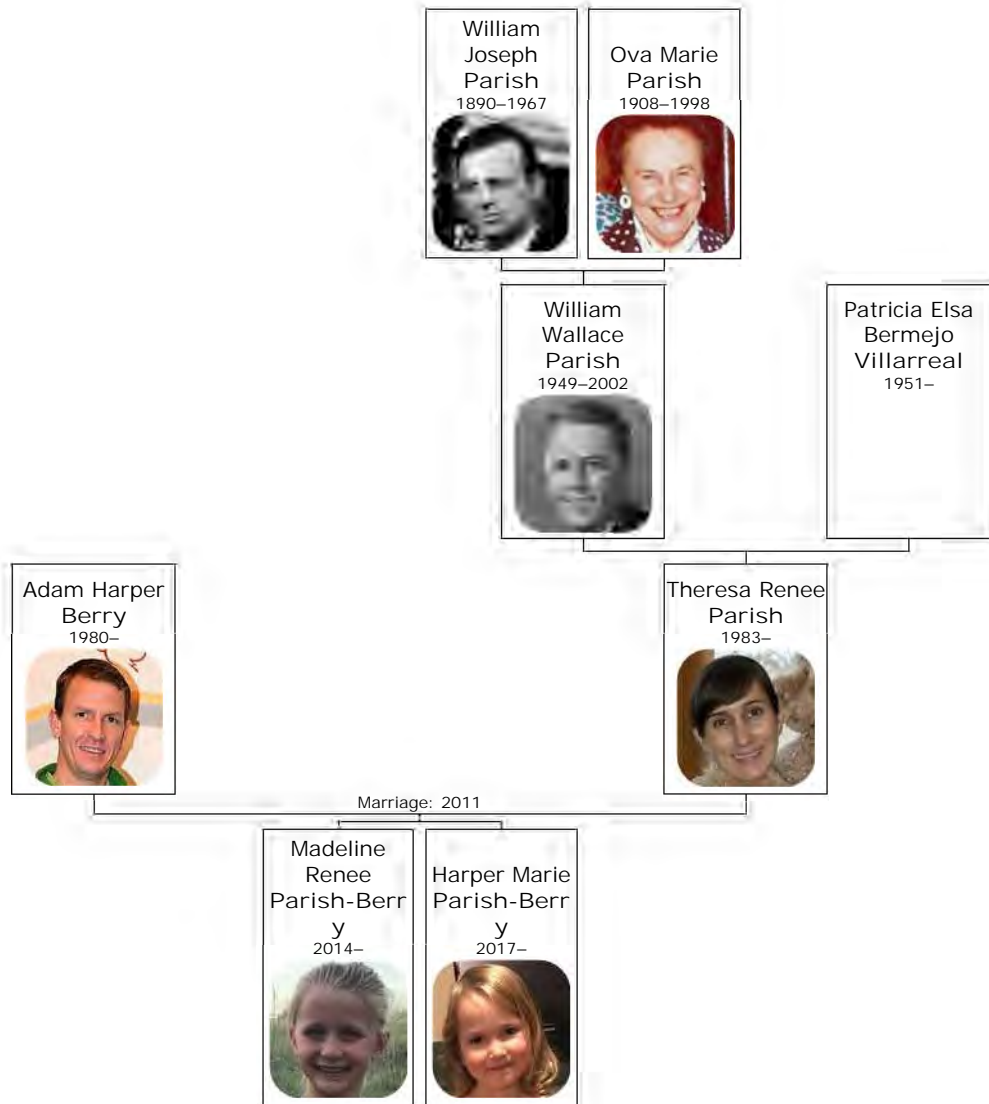 William
Joseph
Parish
1890–1967
Ova Marie
Parish
1908–1998
William
Wallace
Parish
1949–2002
Patricia Elsa
Bermejo
Villarreal
1951–
Adam Harper
Berry
1980–
Theresa Renee
Parish
1983–
Marriage: 2011
Madeline
Renee
Parish-Berr
y
2014–
Harper Marie
Parish-Berr
y
2017–